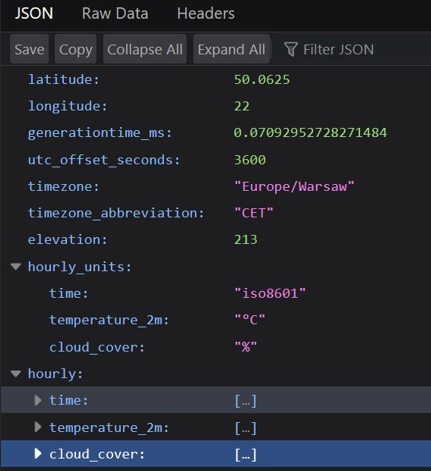 JSON Raw Data Headers
Save Copy Collapse All Expand All Filter JSON
latitude: 50.0625
longitude: 22
generationtime_ms: 0.07092952728271484
utc_offset_seconds: 3600
timezone: "Europe/Warsaw"
timezone_abbreviation: "CET"
elevation: 213
hourly_units:
time: "iso8601"
temperature_2m: "°C"
cloud_cover: "%"
hourly:
time: […]
temperature_2m: […]
cloud_cover: […]